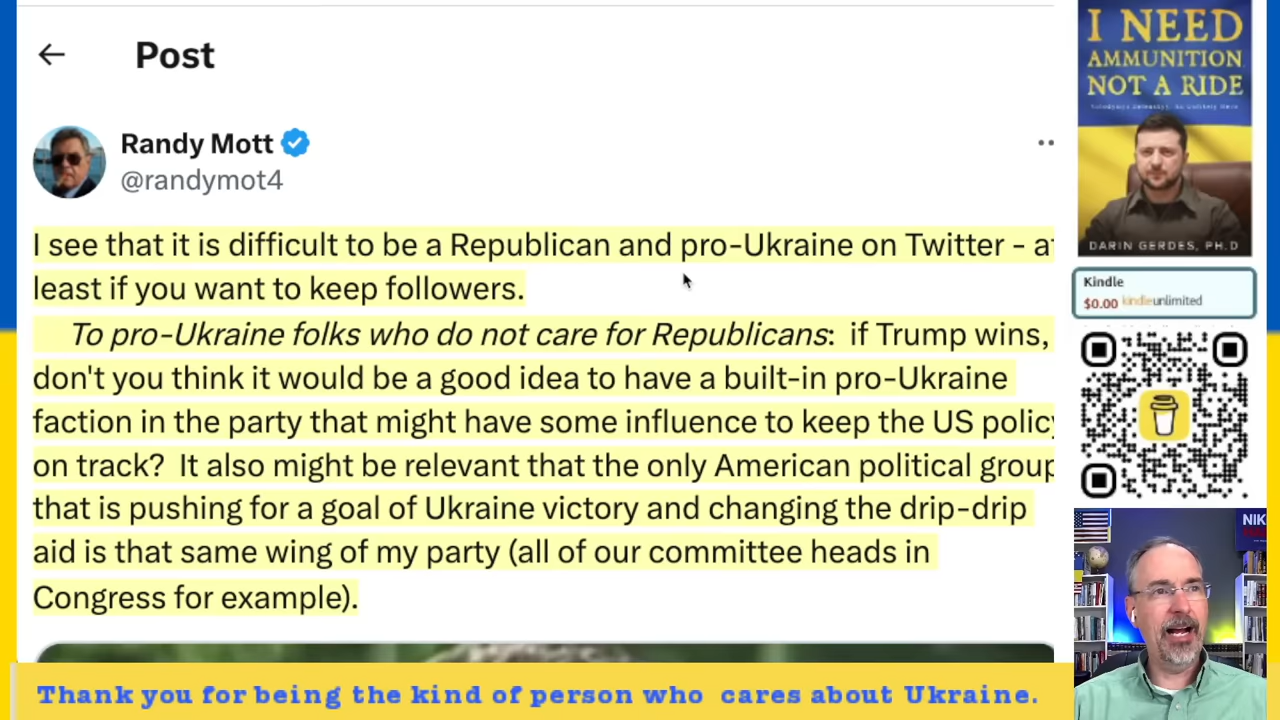 Post
Randy Mott
@randymot4
I see that it is difficult to be a Republican and pro-Ukraine on Twitter - at
least if you want to keep followers.
To pro-Ukraine folks who do not care for Republicans:  if Trump wins,
don't you think it would be a good idea to have a built-in pro-Ukraine
faction in the party that might have some influence to keep the US policy
on track?  It also might be relevant that the only American political group
that is pushing for a goal of Ukraine victory and changing the drip-drip
aid is that same wing of my party (all of our committee heads in
Congress for example).
Thank you for being the kind of person who cares about Ukraine.
I NEED
AMMUNITION
NOT A RIDE
DARIN GERDES, PH.D
Kindle
$0.00 kindleunlimited
NIK